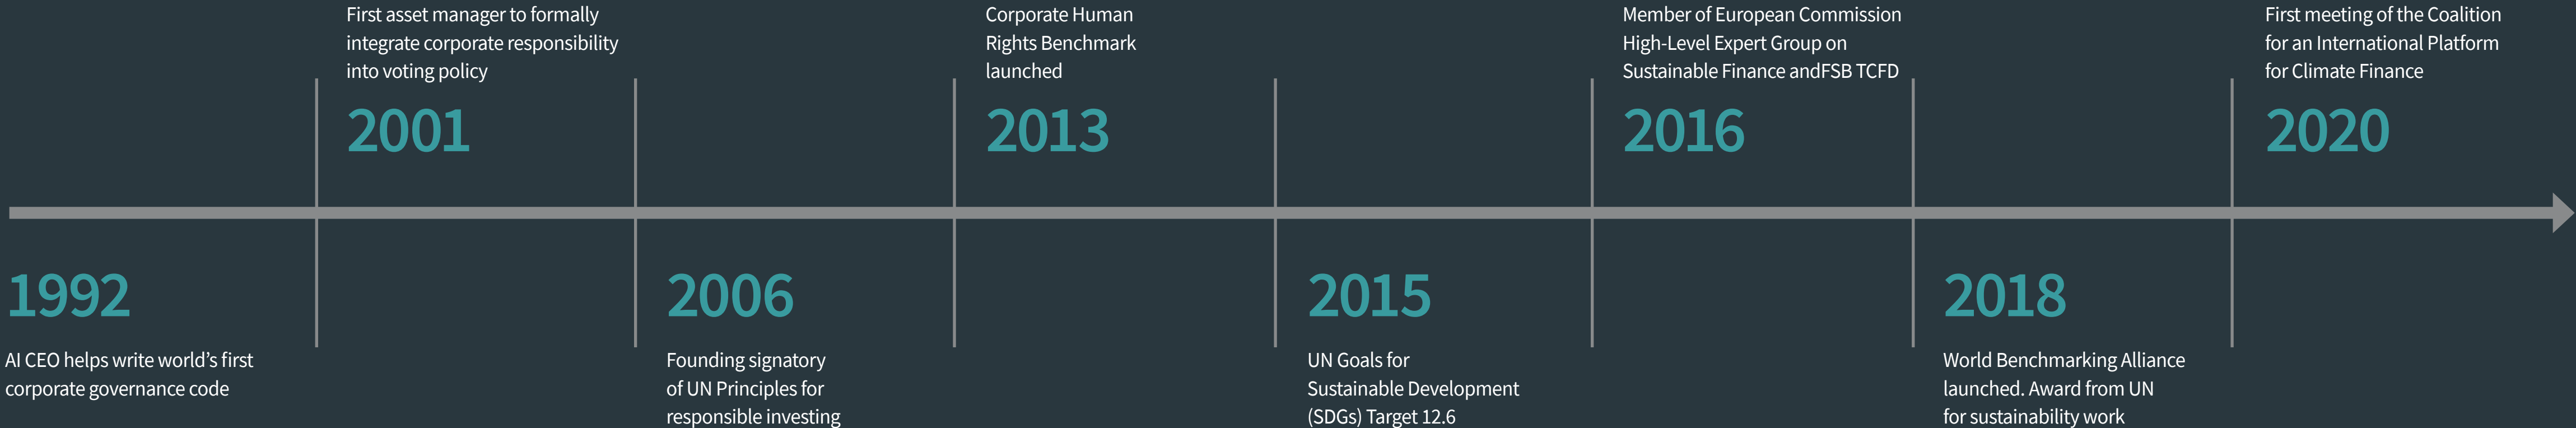 First asset manager to formally
integrate corporate responsibility
into voting policy
2001
Corporate Human
Rights Benchmark
launched
2013
Member of European Commission
High-Level Expert Group on
Sustainable Finance andFSB TCFD
2016
First meeting of the Coalition
for an International Platform
for Climate Finance
2020
1992
AI CEO helps write world’s first
corporate governance code
2006
Founding signatory
of UN Principles for
responsible investing
2015
UN Goals for
Sustainable Development
(SDGs) Target 12.6
2018
World Benchmarking Alliance
launched. Award from UN
for sustainability work